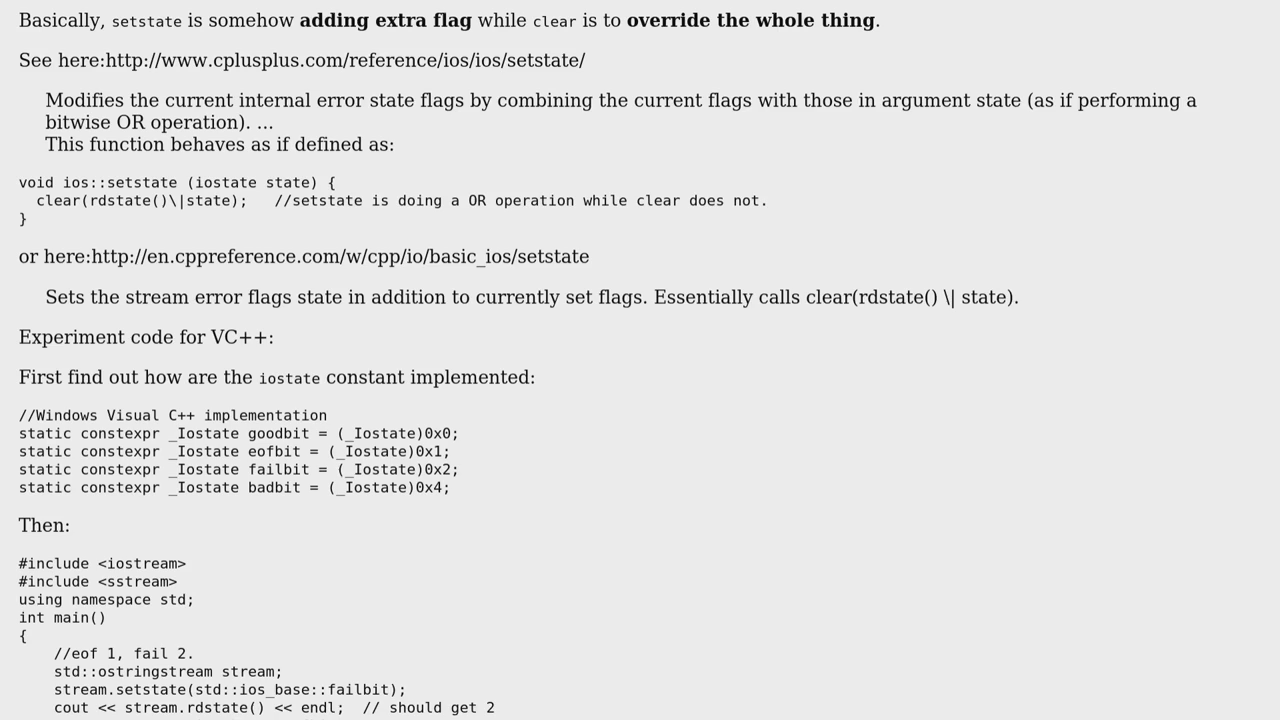 Basically, setstate is somehow adding extra flag while clear is to override the whole thing.
See here:http://www.cplusplus.com/reference/ios/ios/setstate/
Modifies the current internal error state flags by combining the current flags with those in argument state (as if performing a
bitwise OR operation). ...
This function behaves as if defined as:
void ios::setstate (iostate state) {
  clear(rdstate()\|state);   //setstate is doing a OR operation while clear does not.
}
or here:http://en.cppreference.com/w/cpp/io/basic_ios/setstate
Sets the stream error flags state in addition to currently set flags. Essentially calls clear(rdstate() \| state).
Experiment code for VC++:
First find out how are the iostate constant implemented:
//Windows Visual C++ implementation
static constexpr _Iostate goodbit = (_Iostate)0x0;
static constexpr _Iostate eofbit = (_Iostate)0x1;
static constexpr _Iostate failbit = (_Iostate)0x2;
static constexpr _Iostate badbit = (_Iostate)0x4;
Then:
#include <iostream>
#include <sstream>
using namespace std;
int main()
{
    //eof 1, fail 2.
    std::ostringstream stream;
    stream.setstate(std::ios_base::failbit);
    cout << stream.rdstate() << endl;  // should get 2